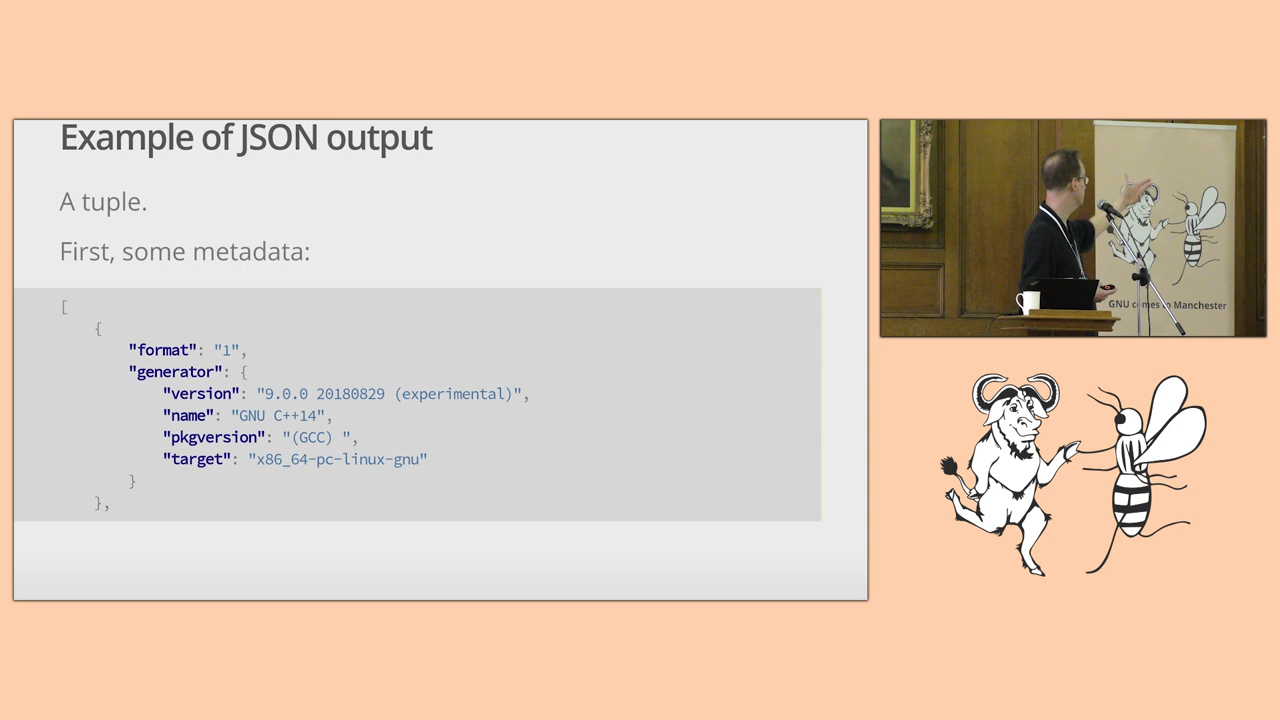 Example of JSON output
A tuple.
First, some metadata:
[
    {
        "format": "1",
        "generator": {
            "version": "9.0.0 20180829 (experimental)",
            "name": "GNU C++14",
            "pkgversion": "(GCC) ",
            "target": "x86_64-pc-linux-gnu"
        }
    },
GNU comes to Manchester